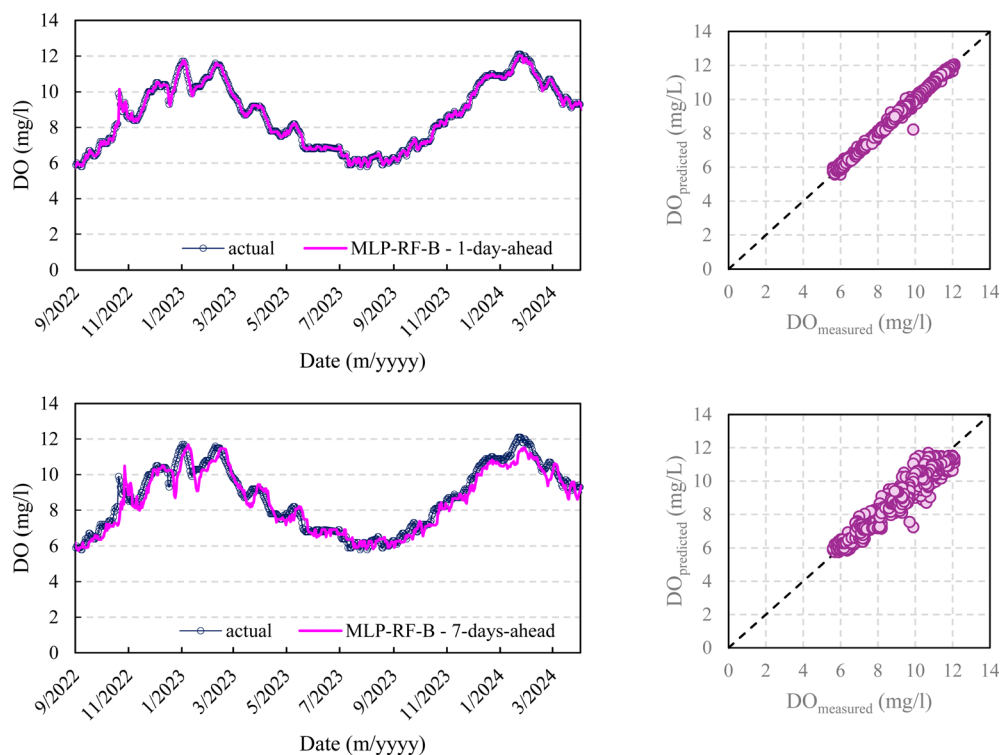 14
12
10
8
6
4
2
0
DO (mg/l)
actual MLP-RF-B - 1-day-ahead
9/2022 11/2022 1/2023 3/2023 5/2023 7/2023 9/2023 11/2023 1/2024 3/2024
Date (m/yyyy)
14
12
10
8
6
4
2
0
DOpredicted (mg/L)
0 2 4 6 8 10 12 14
DOmeasured (mg/l)
14
12
10
8
6
4
2
0
DO (mg/l)
actual MLP-RF-B - 7-days-ahead
9/2022 11/2022 1/2023 3/2023 5/2023 7/2023 9/2023 11/2023 1/2024 3/2024
Date (m/yyyy)
14
12
10
8
6
4
2
0
DOpredicted (mg/L)
0 2 4 6 8 10 12 14
DOmeasured (mg/l)